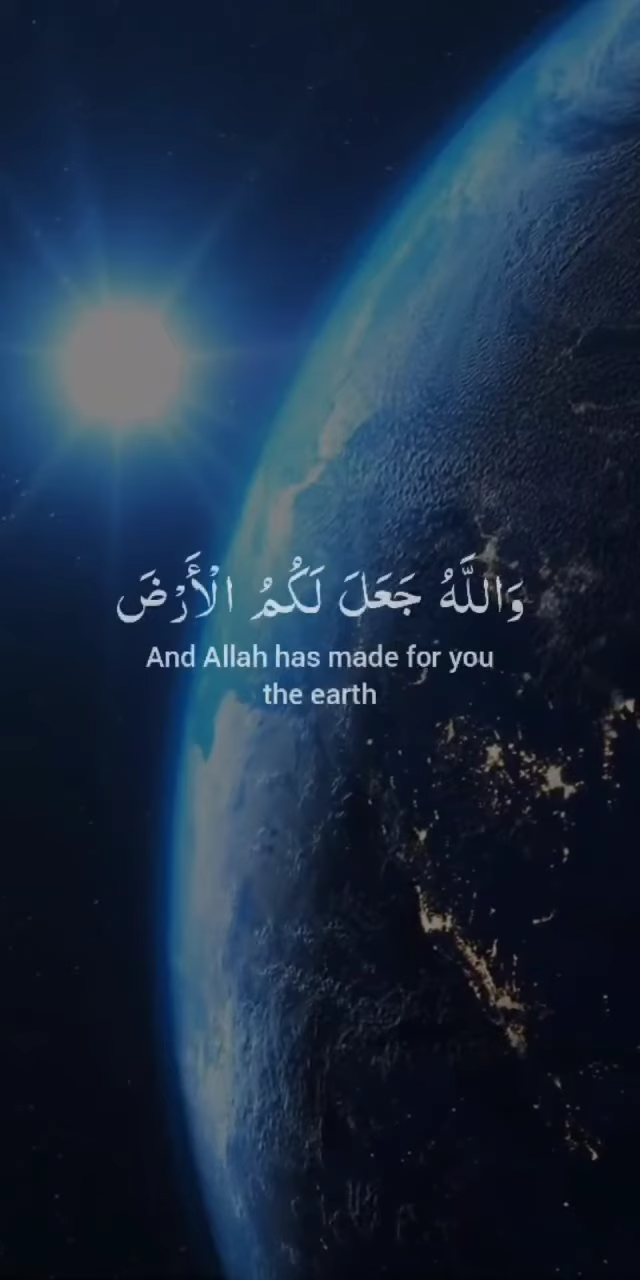 وَاللَّهُ جَعَلَ لَكُمُ الْأَرْضَ
And Allah has made for you
the earth